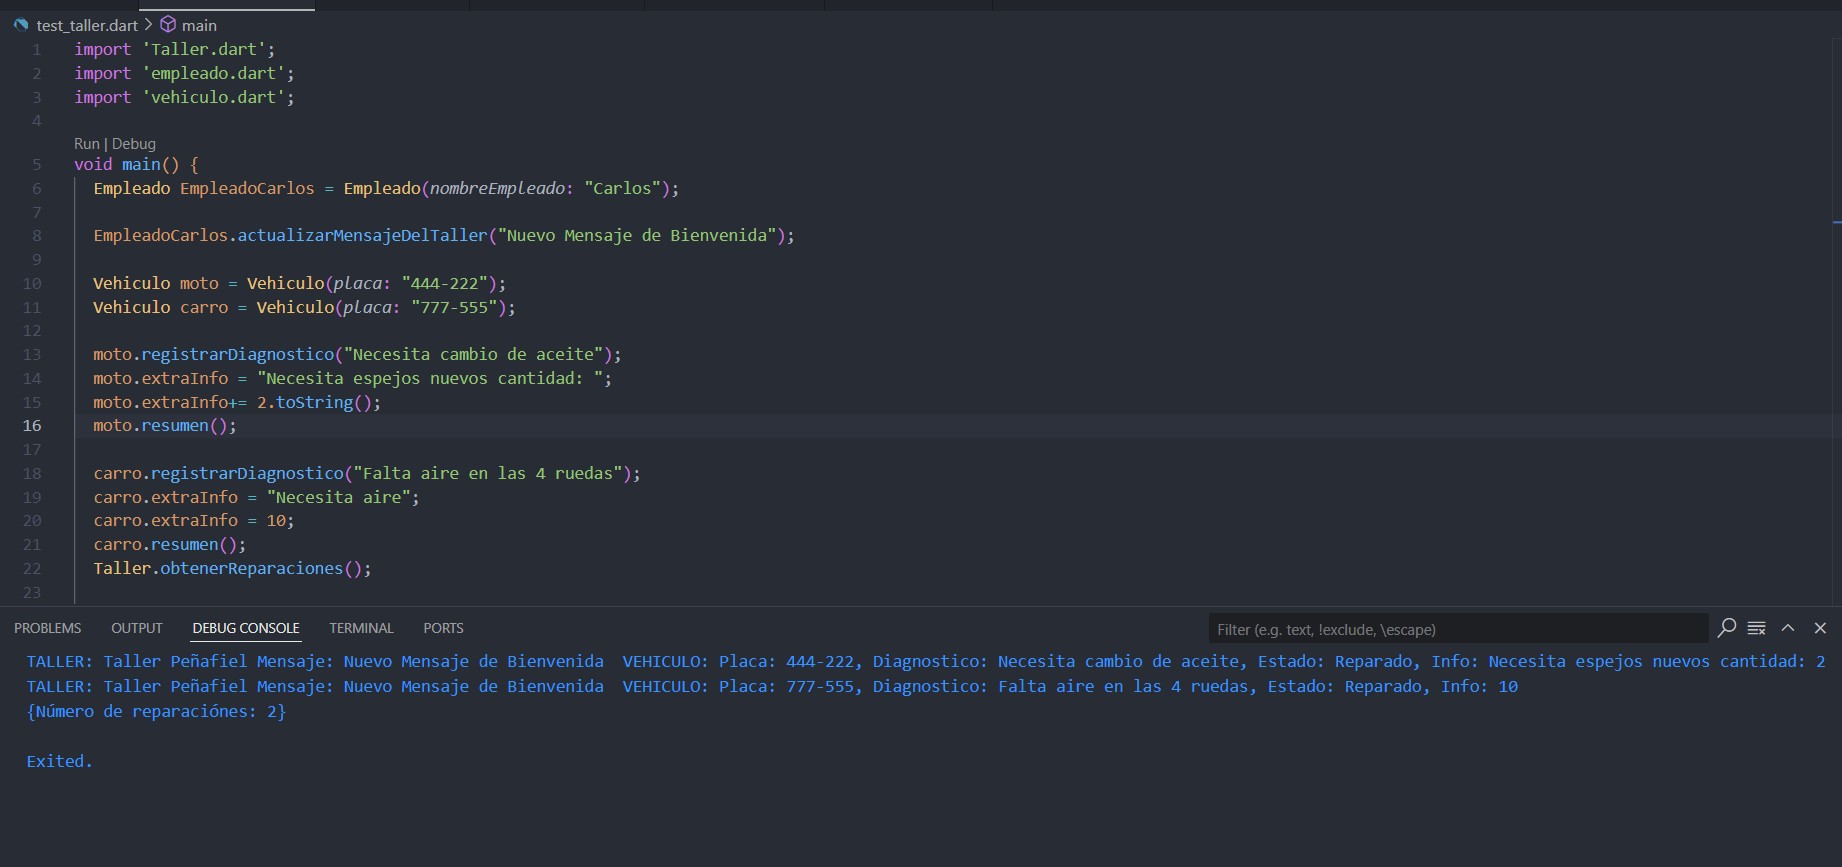 test_taller.dart > main
1 import 'Taller.dart';
2 import 'empleado.dart';
3 import 'vehiculo.dart';
4
Run | Debug
5 void main() {
6 Empleado EmpleadoCarlos = Empleado(nombreEmpleado: "Carlos");
7
8 EmpleadoCarlos.actualizarMensajeDelTaller("Nuevo Mensaje de Bienvenida");
9
10 Vehiculo moto = Vehiculo(placa: "444-222");
11 Vehiculo carro = Vehiculo(placa: "777-555");
12
13 moto.registrarDiagnostico("Necesita cambio de aceite");
14 moto.extraInfo = "Necesita espejos nuevos cantidad: ";
15 moto.extraInfo+= 2.toString();
16 moto.resumen();
17
18 carro.registrarDiagnostico("Falta aire en las 4 ruedas");
19 carro.extraInfo = "Necesita aire";
20 carro.extraInfo = 10;
21 carro.resumen();
22 Taller.obtenerReparaciones();
23
PROBLEMS OUTPUT DEBUG CONSOLE TERMINAL PORTS Filter (e.g. text, !exclude, \escape)
TALLER: Taller Peñafiel Mensaje: Nuevo Mensaje de Bienvenida  VEHICULO: Placa: 444-222, Diagnostico: Necesita cambio de aceite, Estado: Reparado, Info: Necesita espejos nuevos cantidad: 2
TALLER: Taller Peñafiel Mensaje: Nuevo Mensaje de Bienvenida  VEHICULO: Placa: 777-555, Diagnostico: Falta aire en las 4 ruedas, Estado: Reparado, Info: 10
{Número de reparaciónes: 2}
Exited.